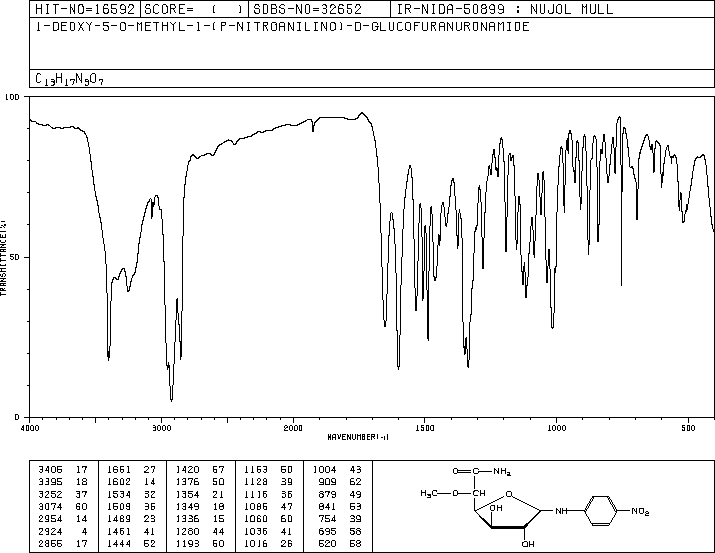 HIT-NO=16592 SCORE= ( ) SDBS-NO=32652 IR-NIDA-50899 : NUJOL MULL
1-DEOXY-5-O-METHYL-1-(P-NITROANILINO)-D-GLUCOFURANURONAMIDE
C13H17N3O7
100
TRANSMITTANCE(%)
50
0
4000 3000 2000 1500 1000 500
WAVENUMBER(-1)
3406 17 1661 27 1420 57 1163 50 1004 43
3395 18 1602 14 1376 50 1128 39 909 62
3252 37 1534 32 1354 21 1116 36 879 49
3074 60 1509 36 1349 18 1086 47 841 53
2954 14 1489 23 1336 15 1060 60 754 39
2924 4 1461 41 1280 44 1036 41 695 58
2855 17 1444 52 1193 50 1016 26 520 58
O C NH2
H3C O CH
O
OH NH NO2
OH